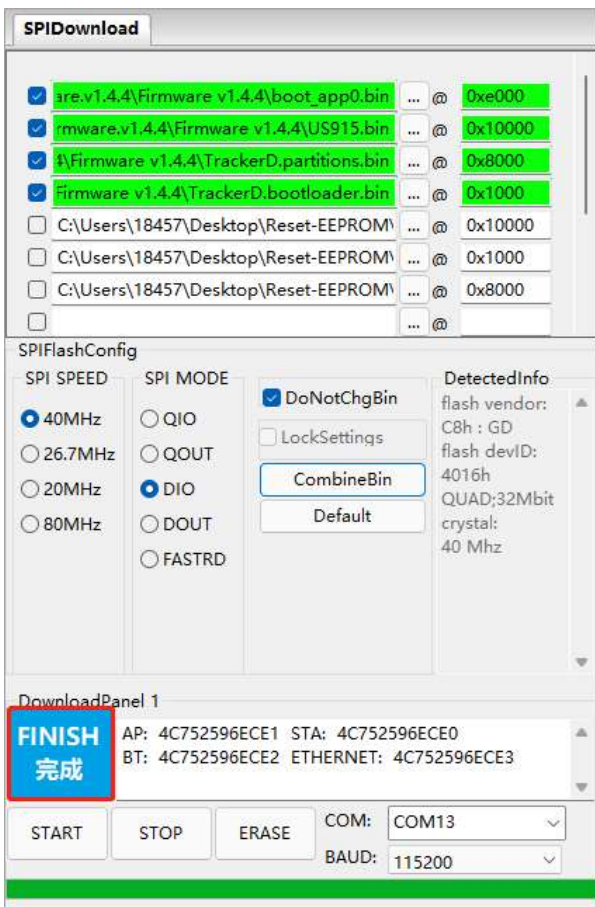 SPIDownload
are.v1.4.4\Firmware v1.4.4\boot_app0.bin ... @ 0xe000
rmware.v1.4.4\Firmware v1.4.4\US915.bin ... @ 0x10000
\Firmware v1.4.4\TrackerD.partitions.bin ... @ 0x8000
Firmware v1.4.4\TrackerD.bootloader.bin ... @ 0x1000
C:\Users\18457\Desktop\Reset-EEPROM\ ... @ 0x10000
C:\Users\18457\Desktop\Reset-EEPROM\ ... @ 0x1000
C:\Users\18457\Desktop\Reset-EEPROM\ ... @ 0x8000
... @
SPIFlashConfig
SPI SPEED
40MHz
26.7MHz
20MHz
80MHz
SPI MODE
QIO
QOUT
DIO
DOUT
FASTRD
DoNotChgBin
LockSettings
CombineBin
Default
DetectedInfo
flash vendor:
C8h : GD
flash devID:
4016h
QUAD;32Mbit
crystal:
40 Mhz
DownloadPanel 1
FINISH
完成
AP: 4C752596ECE1 STA: 4C752596ECE0
BT: 4C752596ECE2 ETHERNET: 4C752596ECE3
START STOP ERASE
COM: COM13
BAUD: 115200